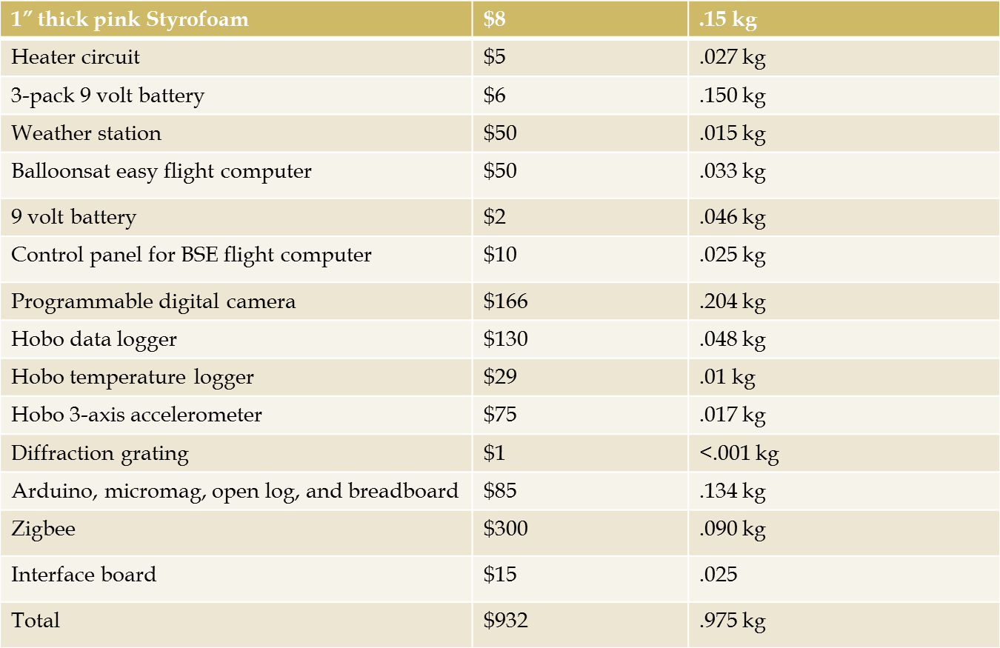 1” thick pink Styrofoam $8 .15 kg
Heater circuit $5 .027 kg
3-pack 9 volt battery $6 .150 kg
Weather station $50 .015 kg
Balloonsat easy flight computer $50 .033 kg
9 volt battery $2 .046 kg
Control panel for BSE flight computer $10 .025 kg
Programmable digital camera $166 .204 kg
Hobo data logger $130 .048 kg
Hobo temperature logger $29 .01 kg
Hobo 3-axis accelerometer $75 .017 kg
Diffraction grating $1 <.001 kg
Arduino, micromag, open log, and breadboard $85 .134 kg
Zigbee $300 .090 kg
Interface board $15 .025
Total $932 .975 kg